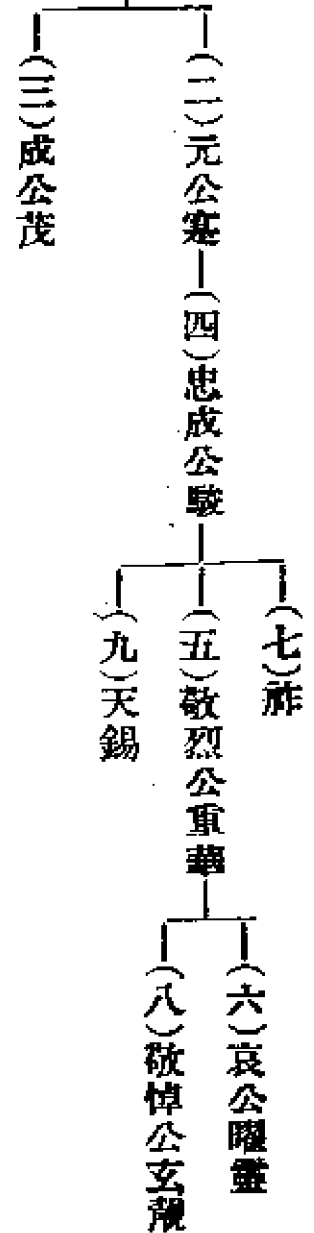 (二)元公寔
(三)成公茂
(四)忠成公駿
(七)祚
(五)敬烈公重華
(九)天錫
(六)哀公曜靈
(八)敬悼公玄靚